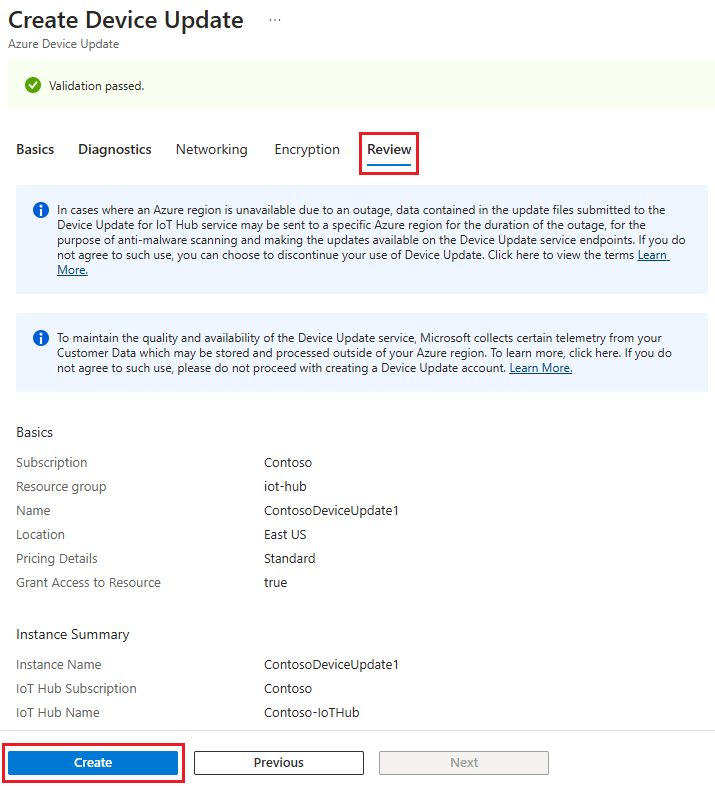 Create Device Update ...
Azure Device Update
Validation passed.
Basics Diagnostics Networking Encryption Review
In cases where an Azure region is unavailable due to an outage, data contained in the update files submitted to the
Device Update for IoT Hub service may be sent to a specific Azure region for the duration of the outage, for the
purpose of anti-malware scanning and making the updates available on the Device Update service endpoints. If you do
not agree to such use, you can choose to discontinue your use of Device Update. Click here to view the terms Learn
More.
To maintain the quality and availability of the Device Update service, Microsoft collects certain telemetry from your
Customer Data which may be stored and processed outside of your Azure region. To learn more, click here. If you do
not agree to such use, please do not proceed with creating a Device Update account. Learn More.
Basics
Subscription Contoso
Resource group iot-hub
Name ContosoDeviceUpdate1
Location East US
Pricing Details Standard
Grant Access to Resource true
Instance Summary
Instance Name ContosoDeviceUpdate1
IoT Hub Subscription Contoso
IoT Hub Name Contoso-IoTHub
Create Previous Next